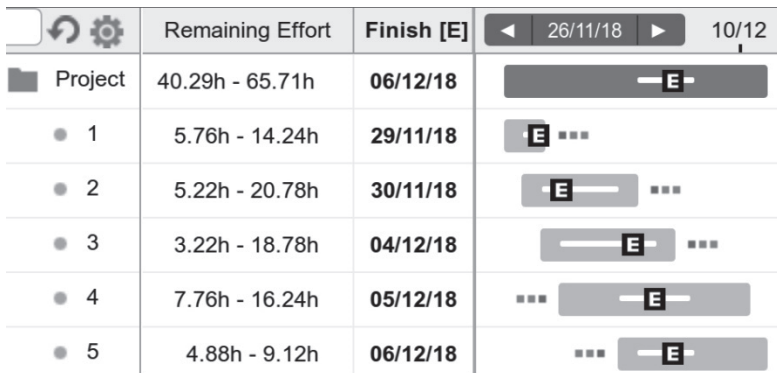 Remaining Effort Finish [E] 26/11/18 10/12
Project 40.29h - 65.71h 06/12/18 E
1 5.76h - 14.24h 29/11/18 E
2 5.22h - 20.78h 30/11/18 E
3 3.22h - 18.78h 04/12/18 E
4 7.76h - 16.24h 05/12/18 E
5 4.88h - 9.12h 06/12/18 E